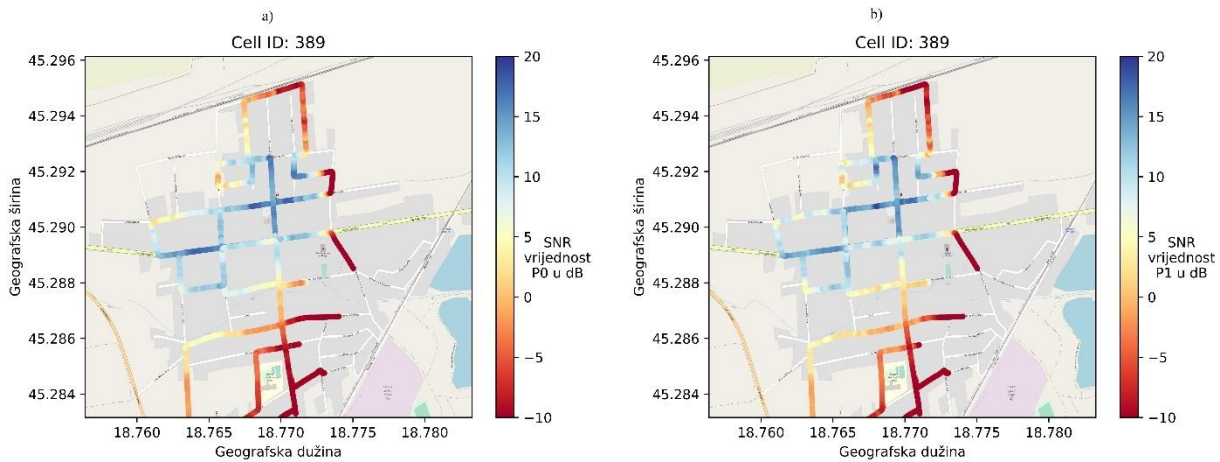 a)
Cell ID: 389
45.296
45.294
45.292
45.290
45.288
45.286
45.284
Geografska širina
18.760 18.765 18.770 18.775 18.780
Geografska dužina
20
15
10
5
0
−5
−10
SNR
vrijednost
P0 u dB
b)
Cell ID: 389
45.296
45.294
45.292
45.290
45.288
45.286
45.284
Geografska širina
18.760 18.765 18.770 18.775 18.780
Geografska dužina
20
15
10
5
0
−5
−10
SNR
vrijednost
P1 u dB